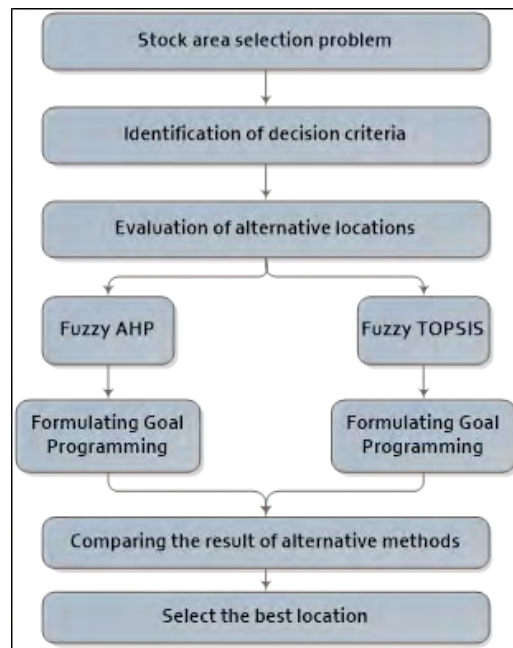 Stock area selection problem
Identification of decision criteria
Evaluation of alternative locations
Fuzzy AHP
Fuzzy TOPSIS
Formulating Goal
Programming
Formulating Goal
Programming
Comparing the result of alternative methods
Select the best location